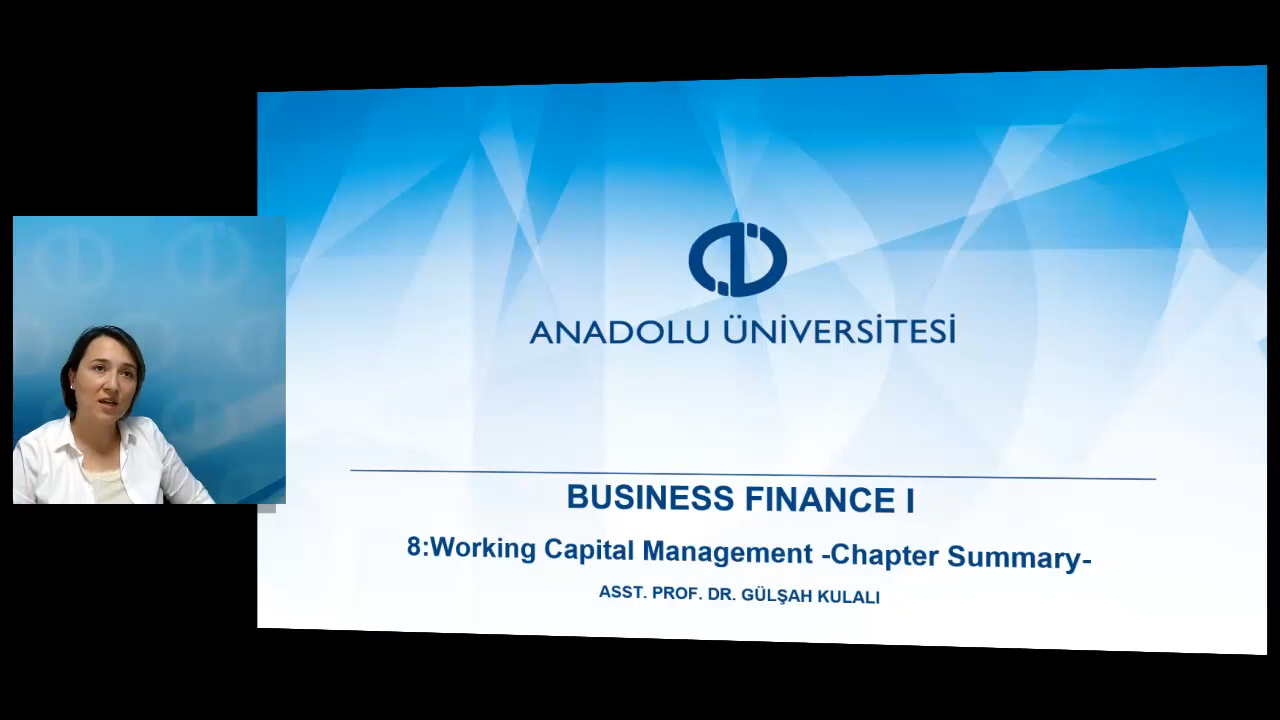 ANADOLU ÜNİVERSİTESİ
BUSINESS FINANCE I
8:Working Capital Management -Chapter Summary-
ASST. PROF. DR. GÜLŞAH KULALI